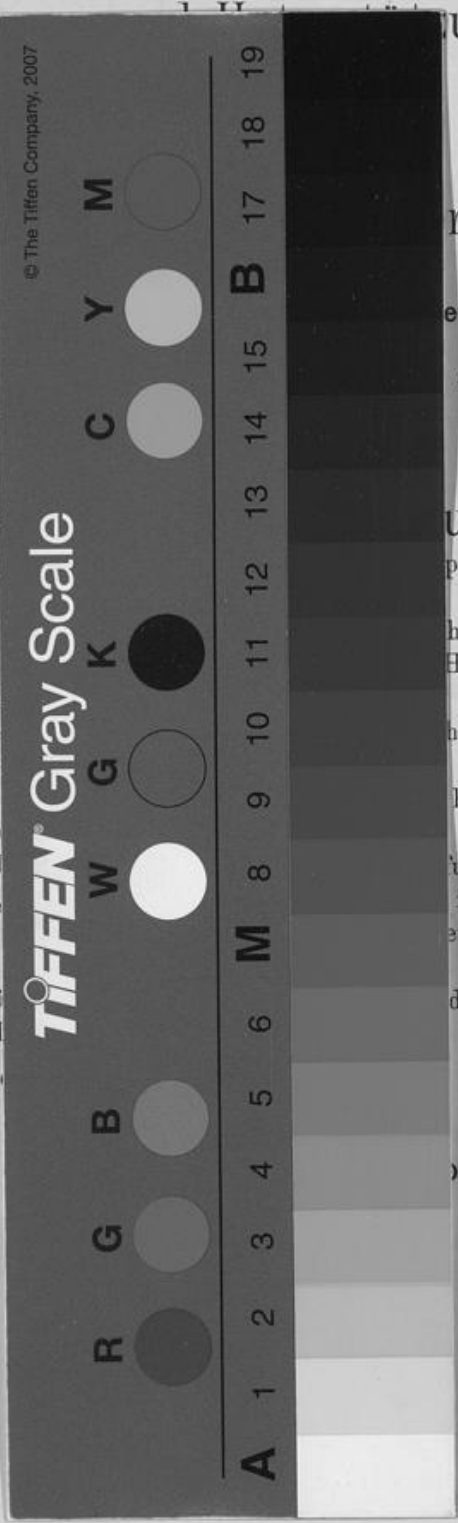 TIFFEN® Gray Scale
© The Tiffen Company, 2007
R G B W G K C Y M
A 1 2 3 4 5 6 M 8 9 10 11 12 13 14 15 B 17 18 19